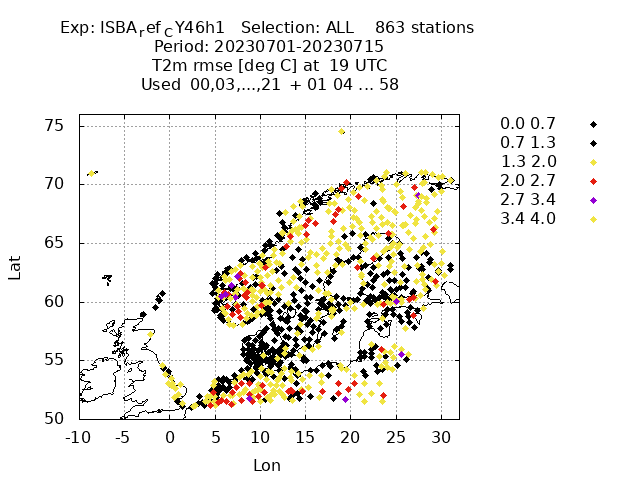 Exp: ISBArefCY46h1 Selection: ALL 863 stations
Period: 20230701-20230715
T2m rmse [deg C] at 19 UTC
Used 00,03,...,21 + 01 04 ... 58
75
70
65
60
55
50
Lat
-10 -5 0 5 10 15 20 25 30
Lon
0.0 0.7
0.7 1.3
1.3 2.0
2.0 2.7
2.7 3.4
3.4 4.0